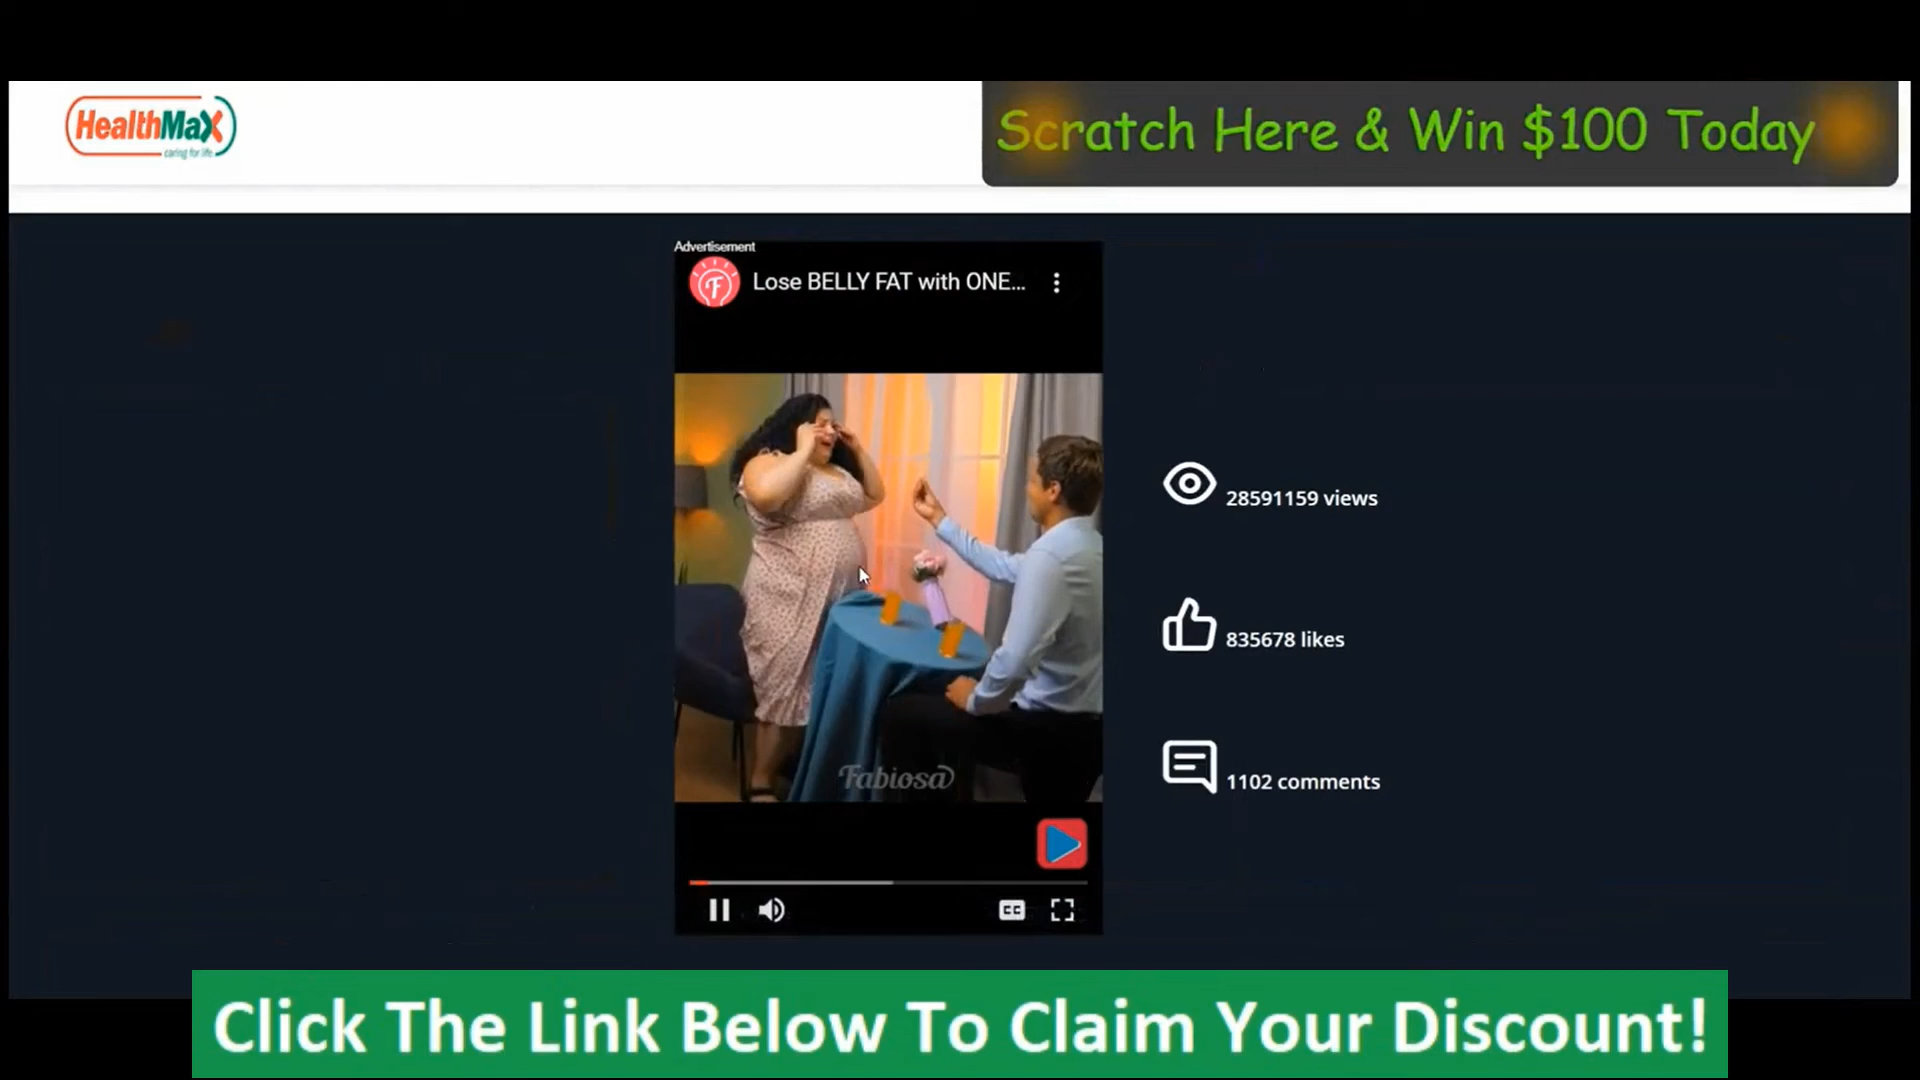 HealthMax
caring for life
Scratch Here & Win $100 Today
Advertisement
F
Lose BELLY FAT with ONE...
28591159 views
835678 likes
Fabiosa
1102 comments
CC
Click The Link Below To Claim Your Discount!